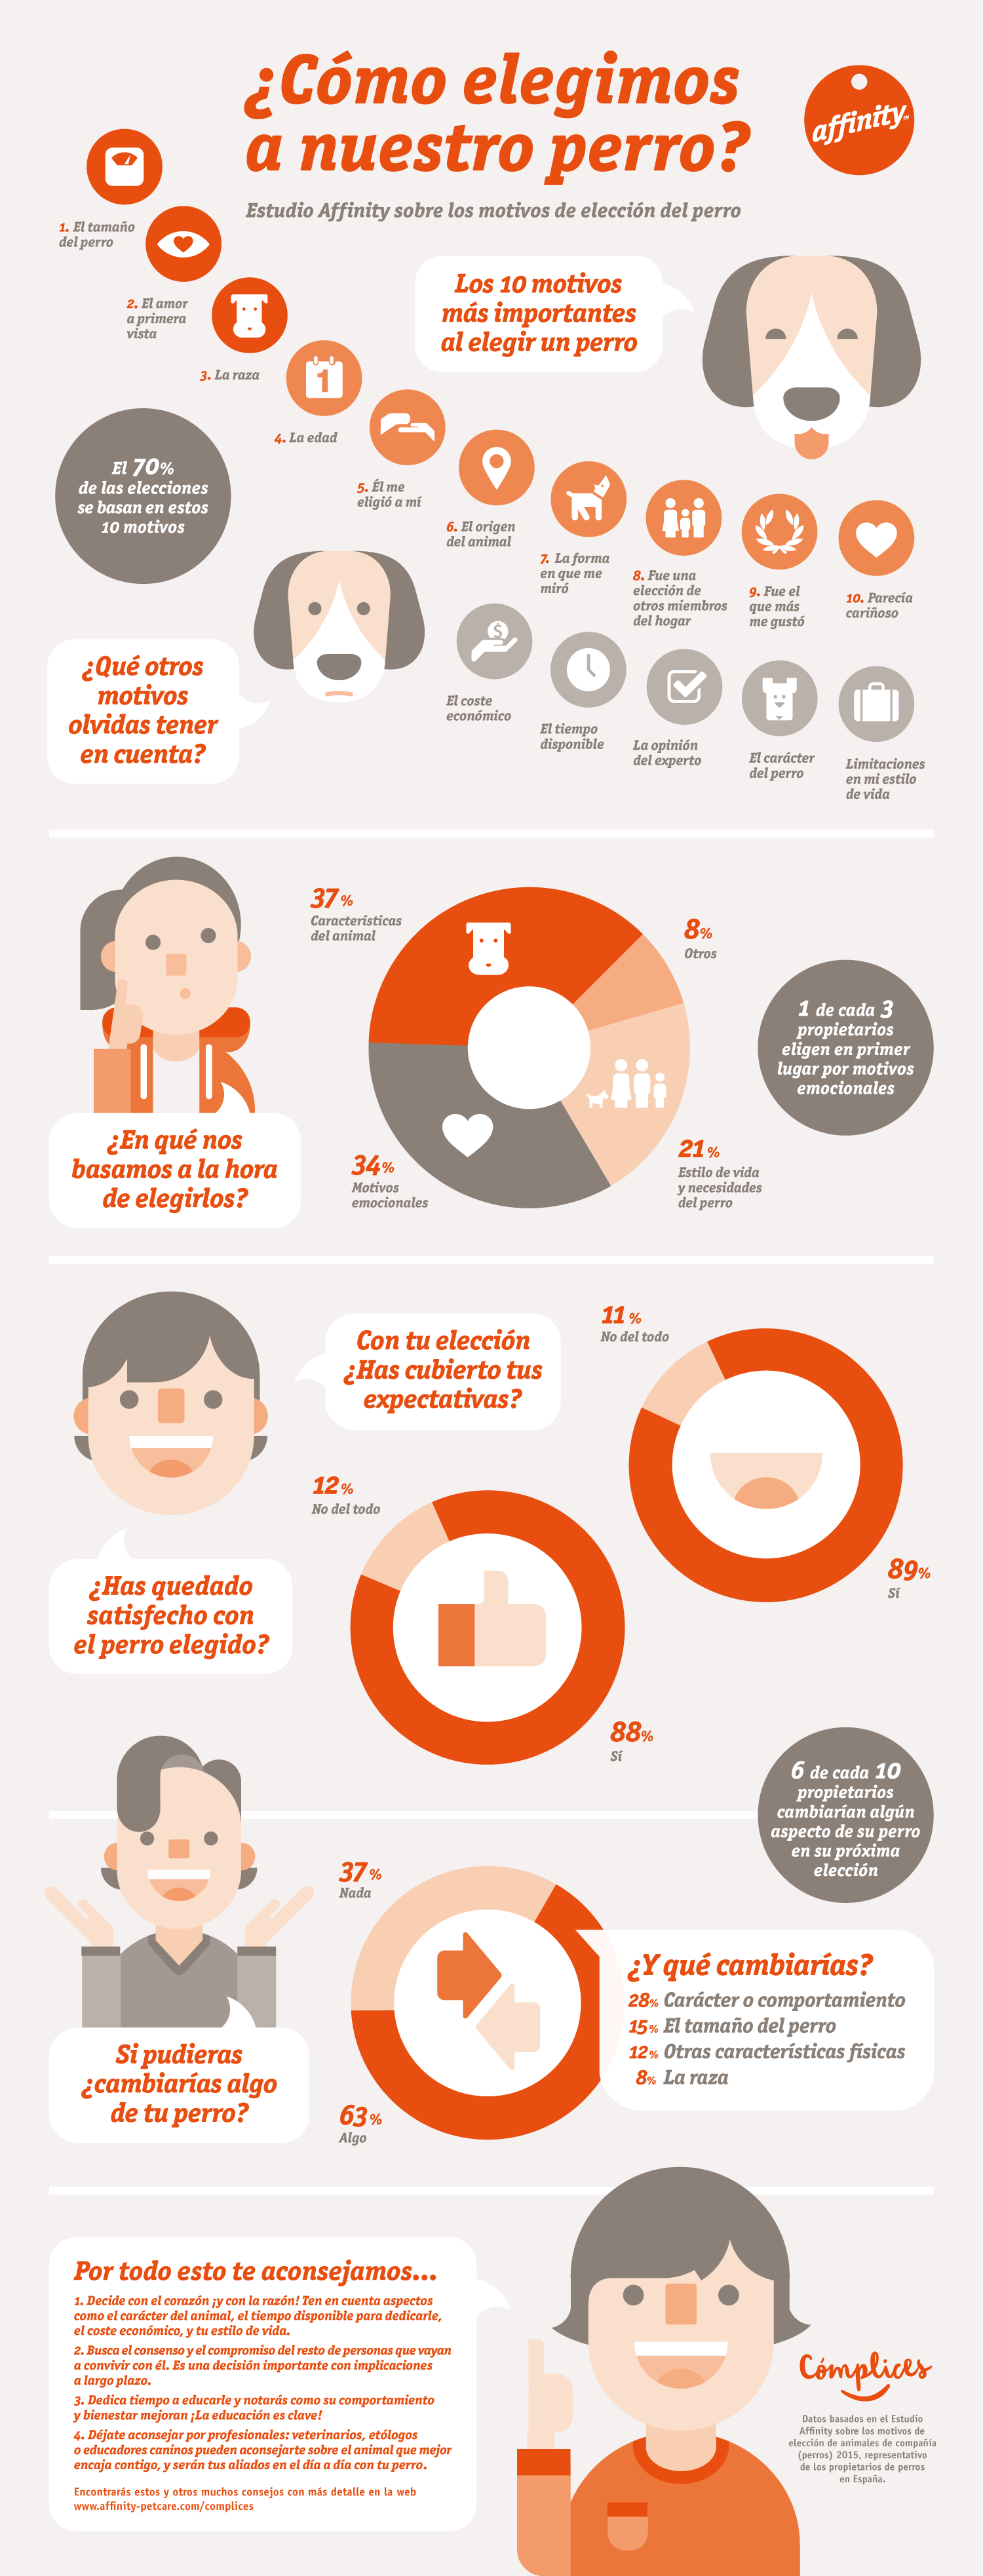 ¿Cómo elegimos
a nuestro perro?
affinity™
Estudio Affinity sobre los motivos de elección del perro
1. El tamaño
del perro
2. El amor
a primera
vista
3. La raza
Los 10 motivos
más importantes
al elegir un perro
1
4. La edad
5. Él me
eligió a mí
6. El origen
del animal
7. La forma
en que me
miró
8. Fue una
elección de
otros miembros
del hogar
9. Fue el
que más
me gustó
10. Parecía
cariñoso
El 70%
de las elecciones
se basan en estos
10 motivos
¿Qué otros
motivos
olvidas tener
en cuenta?
$
El coste
económico
El tiempo
disponible
La opinión
del experto
El carácter
del perro
Limitaciones
en mi estilo
de vida
37%
Características
del animal
8%
Otros
1 de cada 3
propietarios
eligen en primer
lugar por motivos
emocionales
¿En qué nos
basamos a la hora
de elegirlos?
34%
Motivos
emocionales
21%
Estilo de vida
y necesidades
del perro
Con tu elección
¿Has cubierto tus
expectativas?
11%
No del todo
89%
Sí
12%
No del todo
¿Has quedado
satisfecho con
el perro elegido?
88%
Sí
6 de cada 10
propietarios
cambiarían algún
aspecto de su perro
en su próxima
elección
37%
Nada
¿Y qué cambiarías?
28% Carácter o comportamiento
15% El tamaño del perro
12% Otras características físicas
8% La raza
Si pudieras
¿cambiarías algo
de tu perro?
63%
Algo
Por todo esto te aconsejamos...
1. Decide con el corazón ¡y con la razón! Ten en cuenta aspectos
como el carácter del animal, el tiempo disponible para dedicarle,
el coste económico, y tu estilo de vida.
2. Busca el consenso y el compromiso del resto de personas que vayan
a convivir con él. Es una decisión importante con implicaciones
a largo plazo.
3. Dedica tiempo a educarle y notarás como su comportamiento
y bienestar mejoran ¡La educación es clave!
4. Déjate aconsejar por profesionales: veterinarios, etólogos
o educadores caninos pueden aconsejarte sobre el animal que mejor
encaja contigo, y serán tus aliados en el día a día con tu perro.
Encontrarás estos y otros muchos consejos con más detalle en la web
www.affinity-petcare.com/complices
Cómplices
Datos basados en el Estudio
Affinity sobre los motivos de
elección de animales de compañía
(perros) 2015, representativo
de los propietarios de perros
en España.